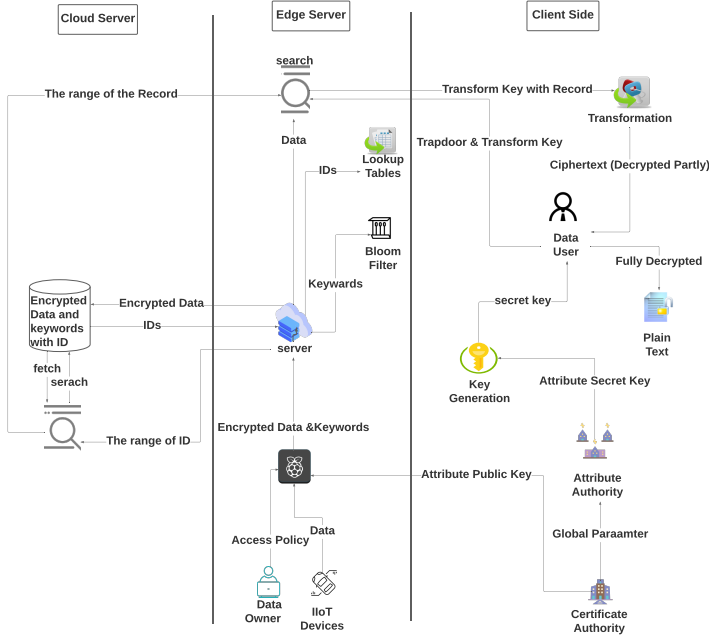 Cloud Server
Edge Server
Client Side
search
The range of the Record
Transform Key with Record
Transformation
Data
Trapdoor & Transform Key
Lookup
Tables
IDs
Ciphertext (Decrypted Partly)
Bloom
Filter
Data
User
Fully Decrypted
Keywards
Encrypted
Data and
keywords
with ID
Encrypted Data
IDs
secret key
server
Plain
Text
fetch
serach
Key
Generation
Attribute Secret Key
The range of ID
Encrypted Data &Keywords
Attribute Public Key
Attribute
Authority
Access Policy
Data
Global Paraamter
Data
Owner
IIoT
Devices
Certificate
Authority